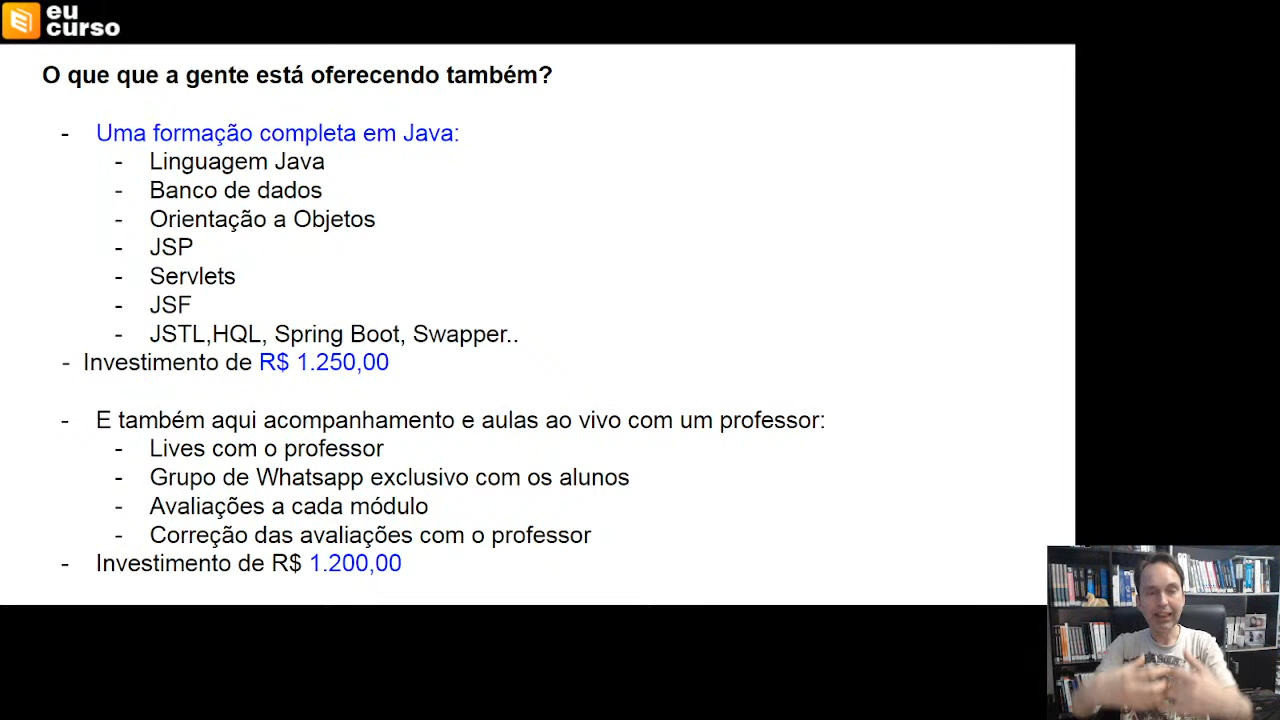 eu
curso
O que que a gente está oferecendo também?
- Uma formação completa em Java:
- Linguagem Java
- Banco de dados
- Orientação a Objetos
- JSP
- Servlets
- JSF
- JSTL,HQL, Spring Boot, Swapper..
- Investimento de R$ 1.250,00
- E também aqui acompanhamento e aulas ao vivo com um professor:
- Lives com o professor
- Grupo de Whatsapp exclusivo com os alunos
- Avaliações a cada módulo
- Correção das avaliações com o professor
- Investimento de R$ 1.200,00